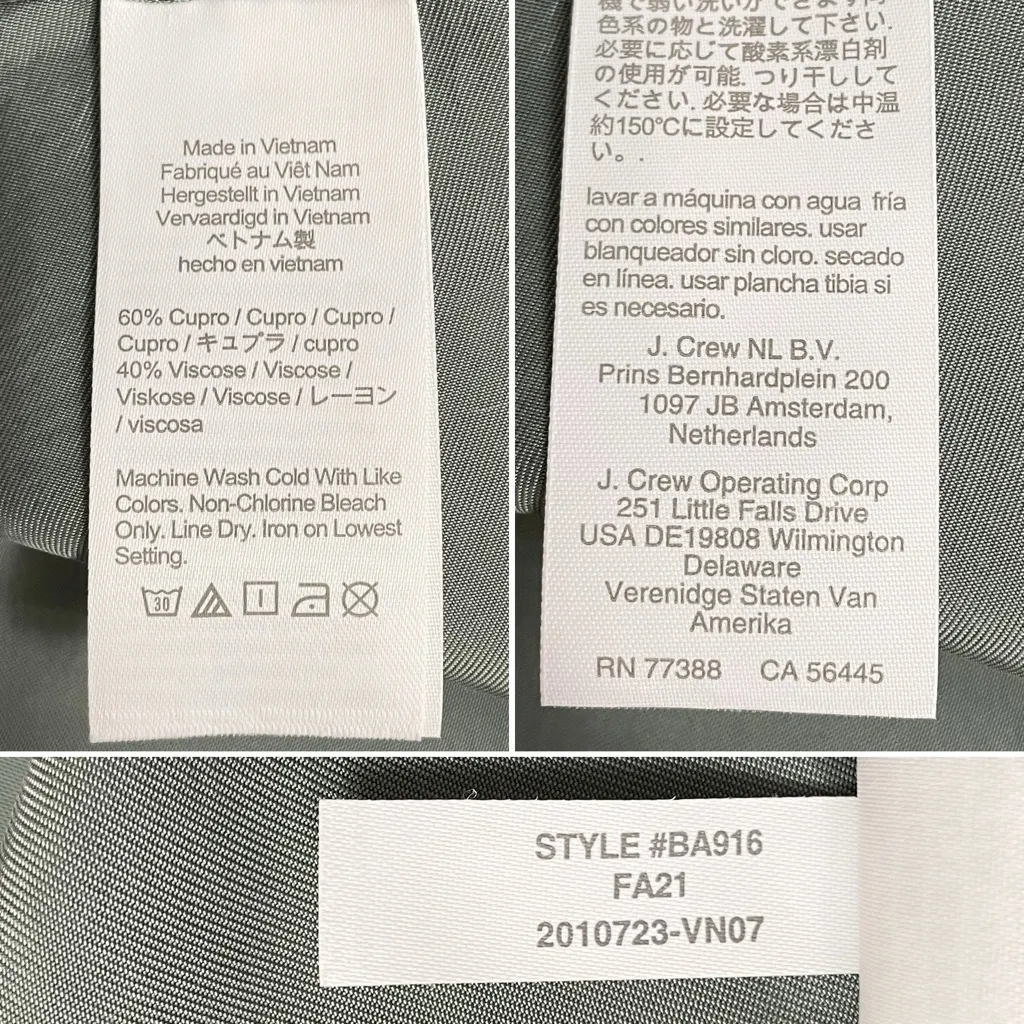 Made in Vietnam
Fabriqué au Viêt Nam
Hergestellt in Vietnam
Vervaardigd in Vietnam
ベトナム製
hecho en vietnam
60% Cupro / Cupro / Cupro /
Cupro / キュプラ / cupro
40% Viscose / Viscose /
Viskose / Viscose / レーヨン
/ viscosa
Machine Wash Cold With Like
Colors. Non-Chlorine Bleach
Only. Line Dry. Iron on Lowest
Setting.
30
色系の物と洗濯して下さい.
必要に応じて酸素系漂白剤
の使用が可能. つり干しして
ください. 必要な場合は中温
約150℃に設定してくださ
い。.
lavar a máquina con agua fría
con colores similares. usar
blanqueador sin cloro. secado
en línea. usar plancha tibia si
es necesario.
J. Crew NL B.V.
Prins Bernhardplein 200
1097 JB Amsterdam,
Netherlands
J. Crew Operating Corp
251 Little Falls Drive
USA DE19808 Wilmington
Delaware
Verenidge Staten Van
Amerika
RN 77388 CA 56445
STYLE #BA916
FA21
2010723-VN07